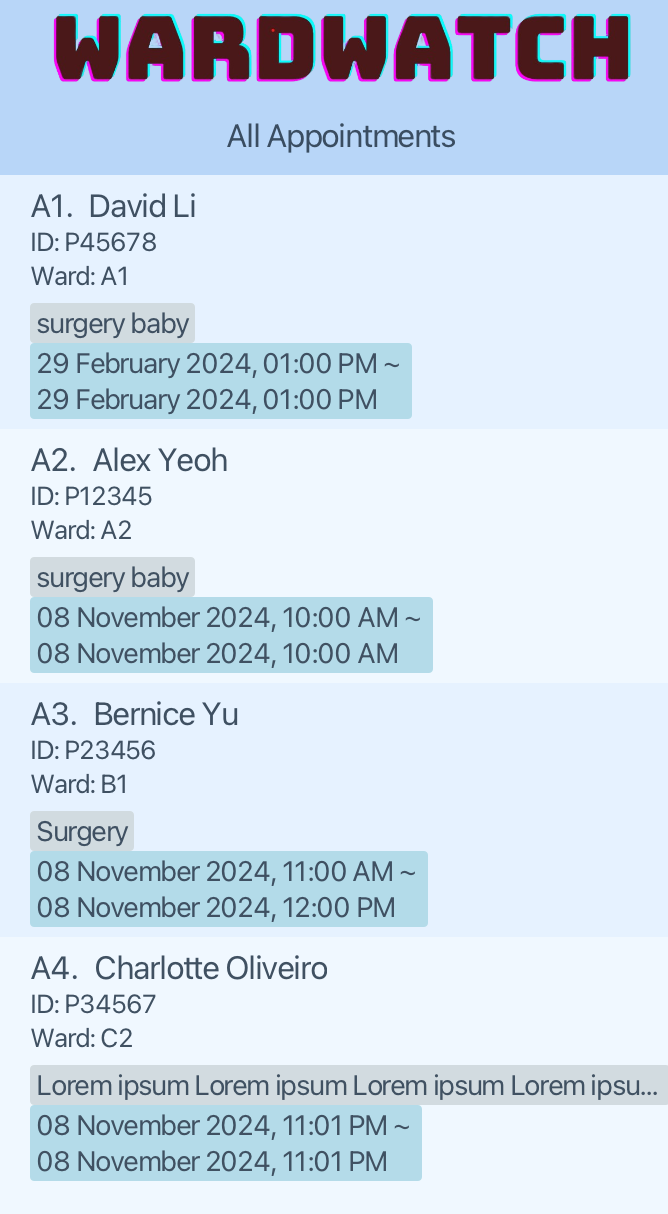 WARDWATCH
All Appointments
A1. David Li
ID: P45678
Ward: A1
surgery baby
29 February 2024, 01:00 PM ~
29 February 2024, 01:00 PM
A2. Alex Yeoh
ID: P12345
Ward: A2
surgery baby
08 November 2024, 10:00 AM ~
08 November 2024, 10:00 AM
A3. Bernice Yu
ID: P23456
Ward: B1
Surgery
08 November 2024, 11:00 AM ~
08 November 2024, 12:00 PM
A4. Charlotte Oliveiro
ID: P34567
Ward: C2
Lorem ipsum Lorem ipsum Lorem ipsum Lorem ipsu...
08 November 2024, 11:01 PM ~
08 November 2024, 11:01 PM